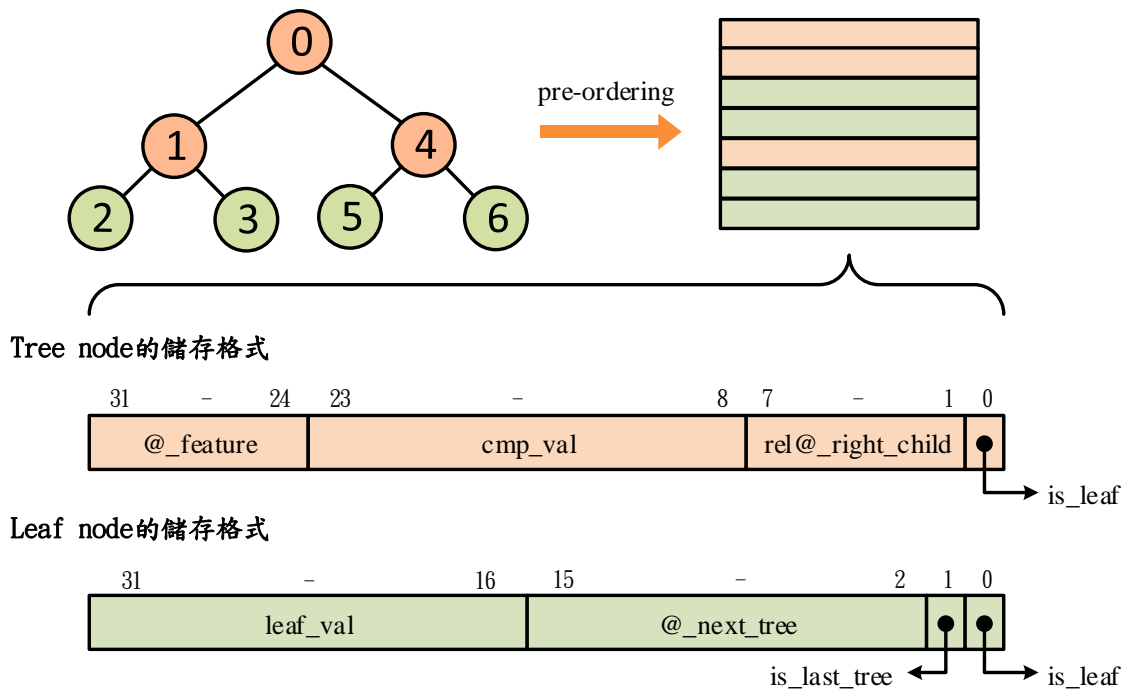 0
pre-ordering
1 4
2 3 5 6
Tree node的儲存格式
31 – 24 23 – 8 7 – 1 0
@_feature cmp_val rel@_right_child
is_leaf
Leaf node的儲存格式
31 – 16 15 – 2 1 0
leaf_val @_next_tree
is_last_tree is_leaf